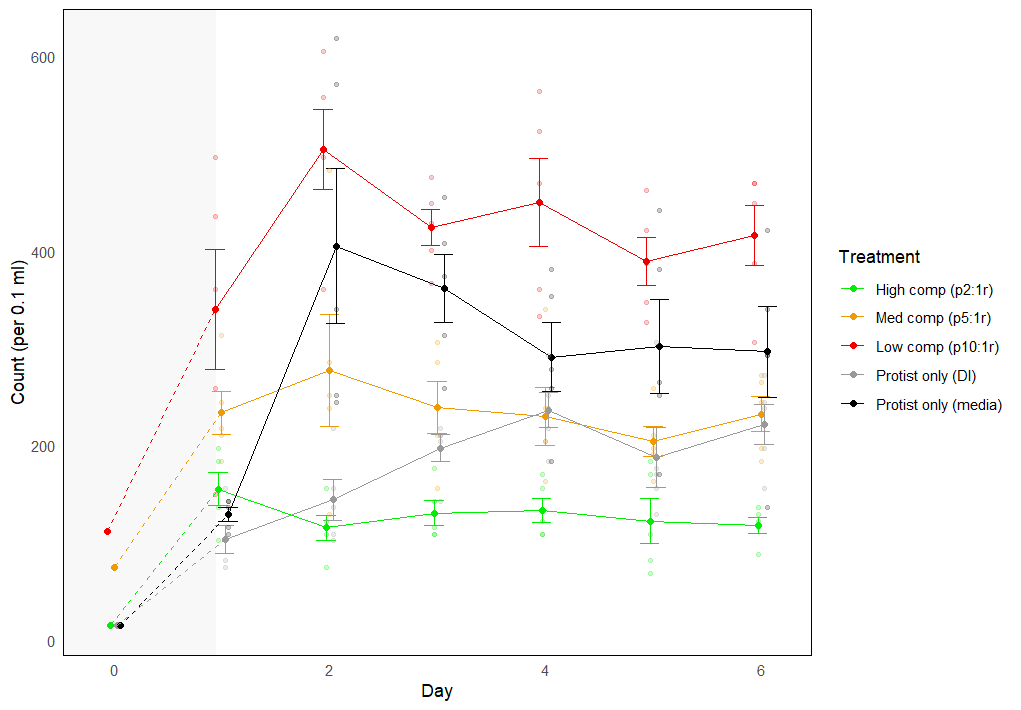 Count (per 0.1 ml)
600
400
200
0
0 2 4 6
Day
Treatment
High comp (p2:1r)
Med comp (p5:1r)
Low comp (p10:1r)
Protist only (DI)
Protist only (media)